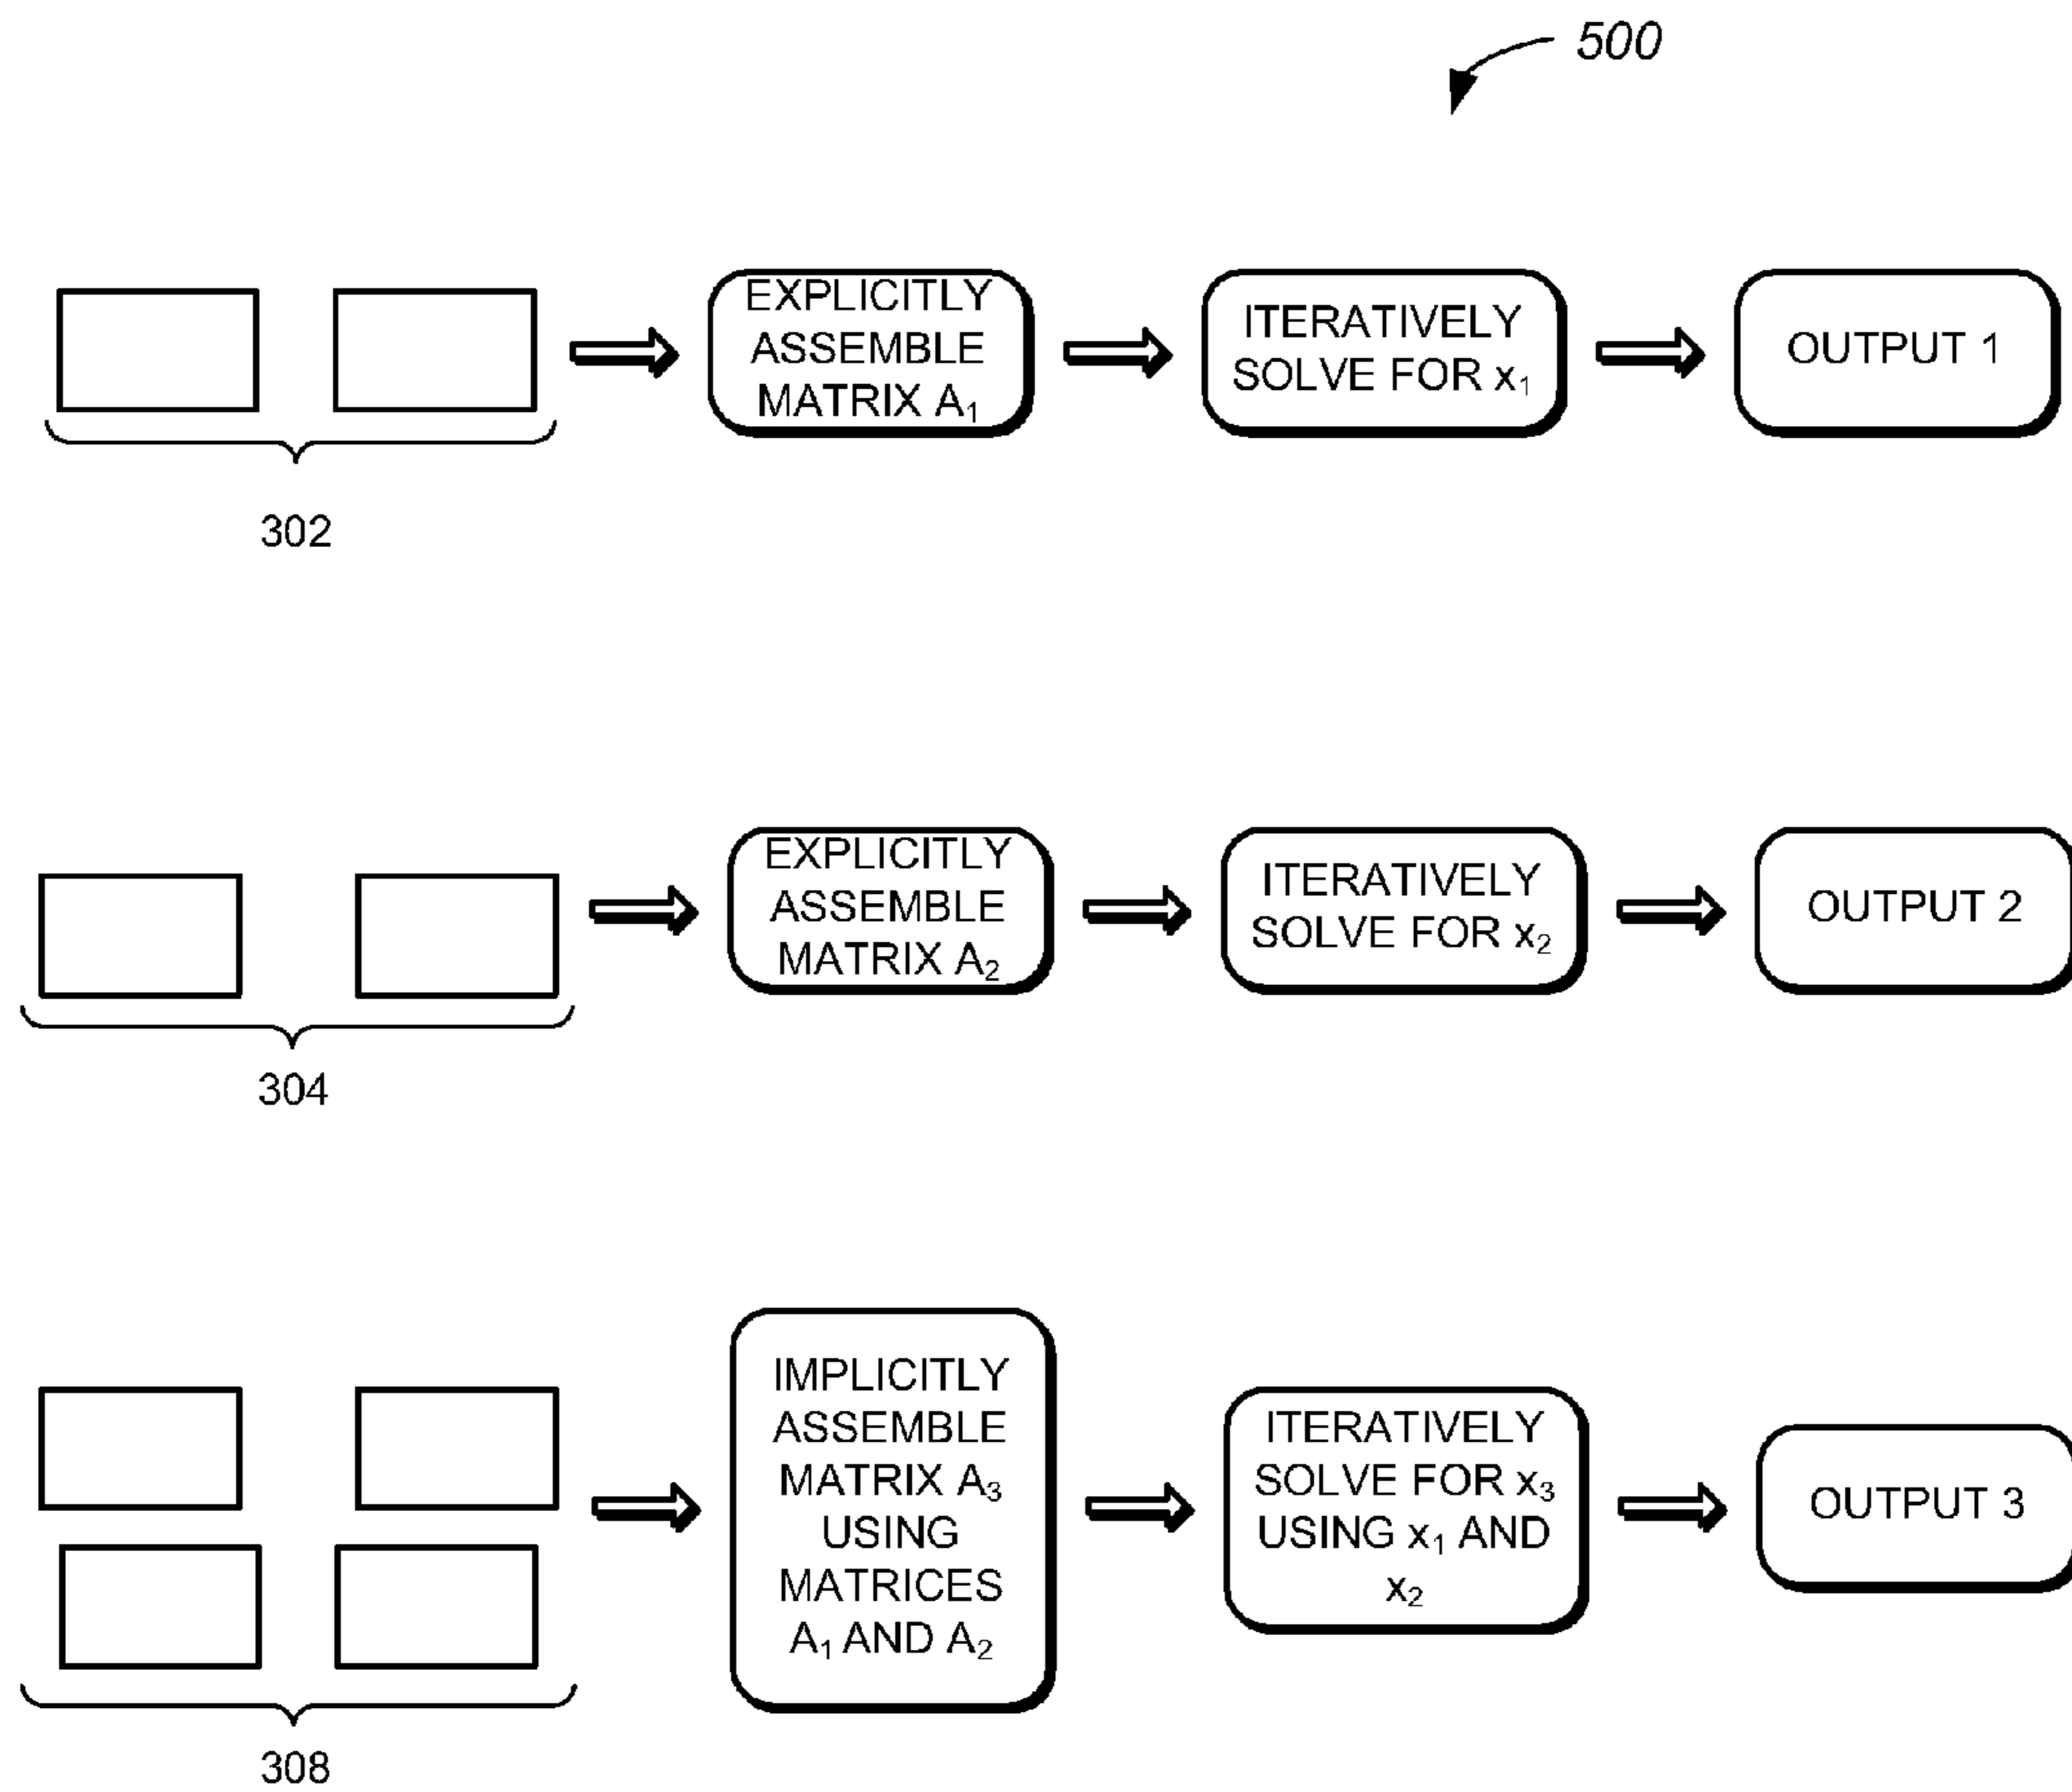 500
EXPLICITLY
ASSEMBLE
MATRIX A₁
ITERATIVELY
SOLVE FOR x₁
OUTPUT 1
302
EXPLICITLY
ASSEMBLE
MATRIX A₂
ITERATIVELY
SOLVE FOR x₂
OUTPUT 2
304
IMPLICITLY
ASSEMBLE
MATRIX A₃
USING
MATRICES
A₁ AND A₂
ITERATIVELY
SOLVE FOR x₃
USING x₁ AND
x₂
OUTPUT 3
308